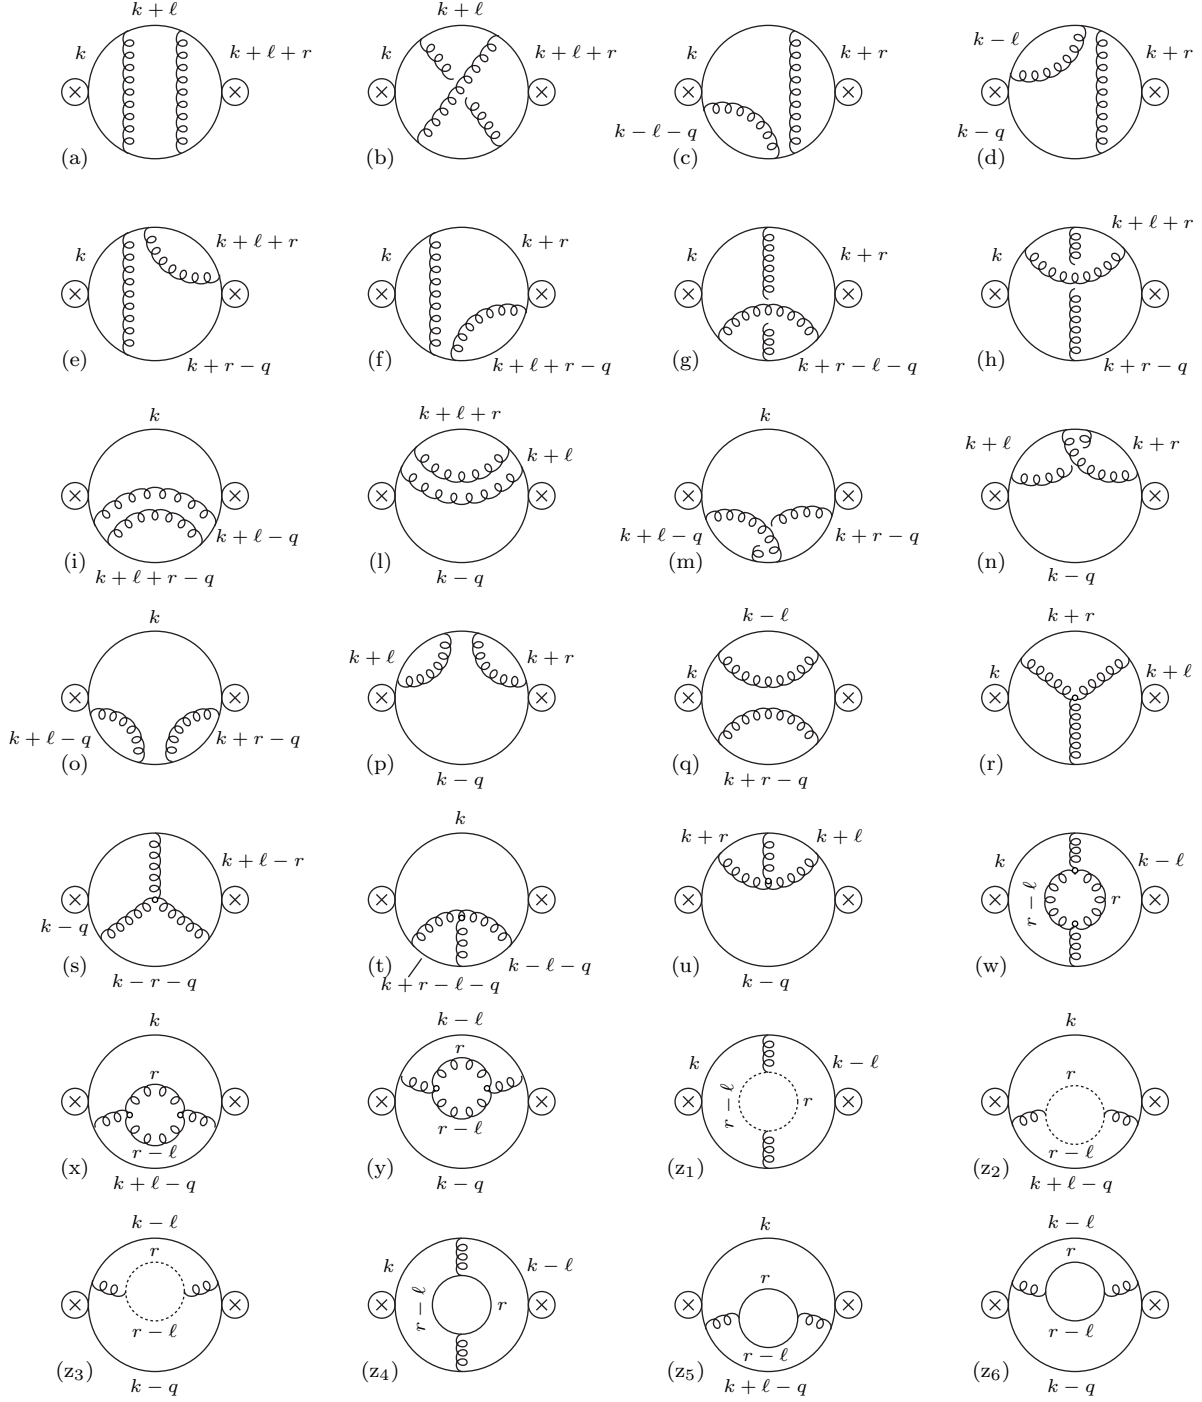 k + ℓ
k
k + ℓ + r
(a)
k + ℓ
k
k + ℓ + r
(b)
k
k + r
k − ℓ − q
(c)
k − ℓ
k + r
k − q
(d)
k
k + ℓ + r
(e)
k + r − q
k
k + r
(f)
k + ℓ + r − q
k
k + r
(g)
k + r − ℓ − q
k + ℓ + r
k
(h)
k + r − q
k
k + ℓ − q
(i)
k + ℓ + r − q
k + ℓ + r
k + ℓ
(l)
k − q
k
k + ℓ − q
k + r − q
(m)
k + ℓ
k + r
(n)
k − q
k
k + ℓ − q
k + r − q
(o)
k + ℓ
k + r
(p)
k − q
k − ℓ
k
(q)
k + r − q
k + r
k
k + ℓ
(r)
k + ℓ − r
k − q
(s)
k − r − q
k
(t)
k − ℓ − q
k + r − ℓ − q
k + r
k + ℓ
(u)
k − q
k
k − ℓ
r − ℓ
r
(w)
k
r
r − ℓ
(x)
k + ℓ − q
k − ℓ
r
r − ℓ
(y)
k − q
k
k − ℓ
r − ℓ
r
(z₁)
k
r
r − ℓ
(z₂)
k + ℓ − q
k − ℓ
r
r − ℓ
(z₃)
k − q
k
k − ℓ
r − ℓ
r
(z₄)
k
r
r − ℓ
(z₅)
k + ℓ − q
k − ℓ
r
r − ℓ
(z₆)
k − q